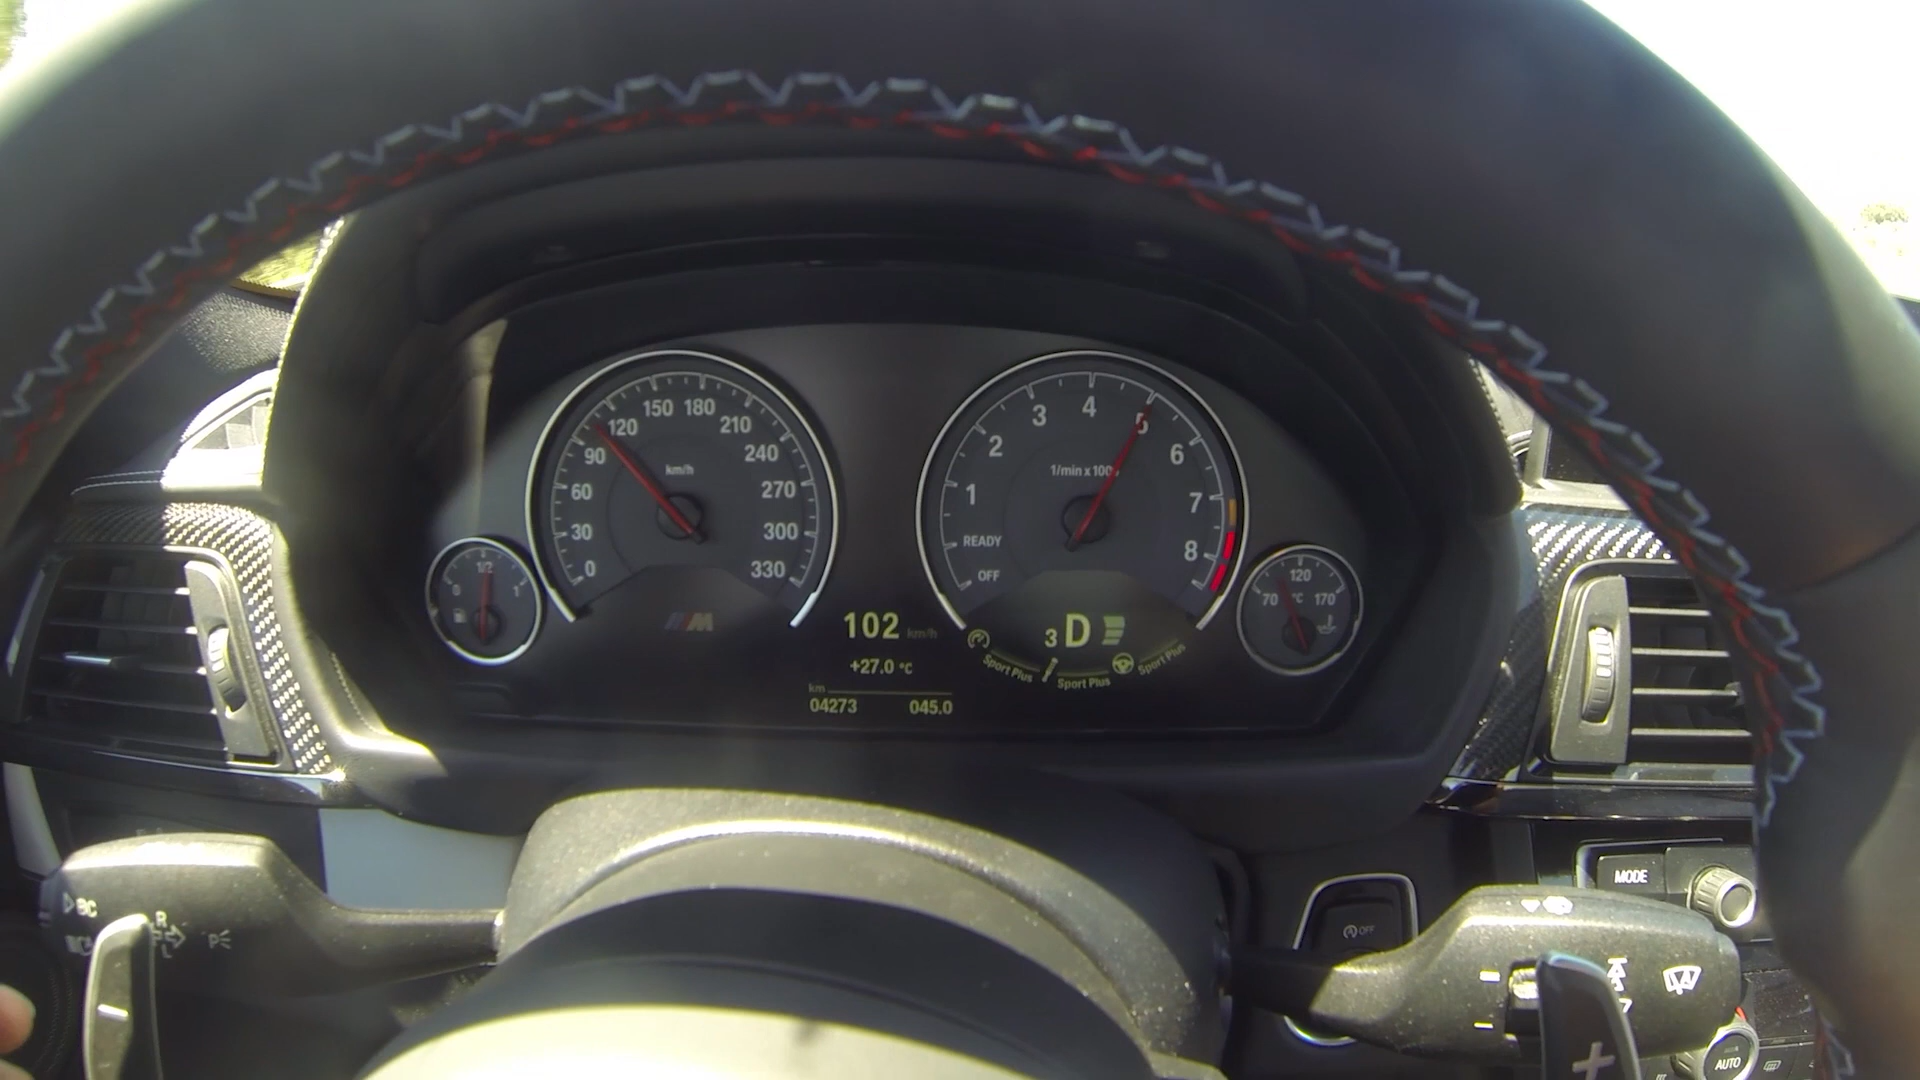 0 1/2 1
0 30 60 90 120 150 180 210 240 270 300 330
km/h
M
OFF READY 1 2 3 4 5 6 7 8
1/min x 100
70 120 170
°C
102 km/h
+27.0 °C
km
04273 045.0
3 D
Sport Plus
Sport Plus
Sport Plus
MODE
OFF
BC
R
L
P
AUTO